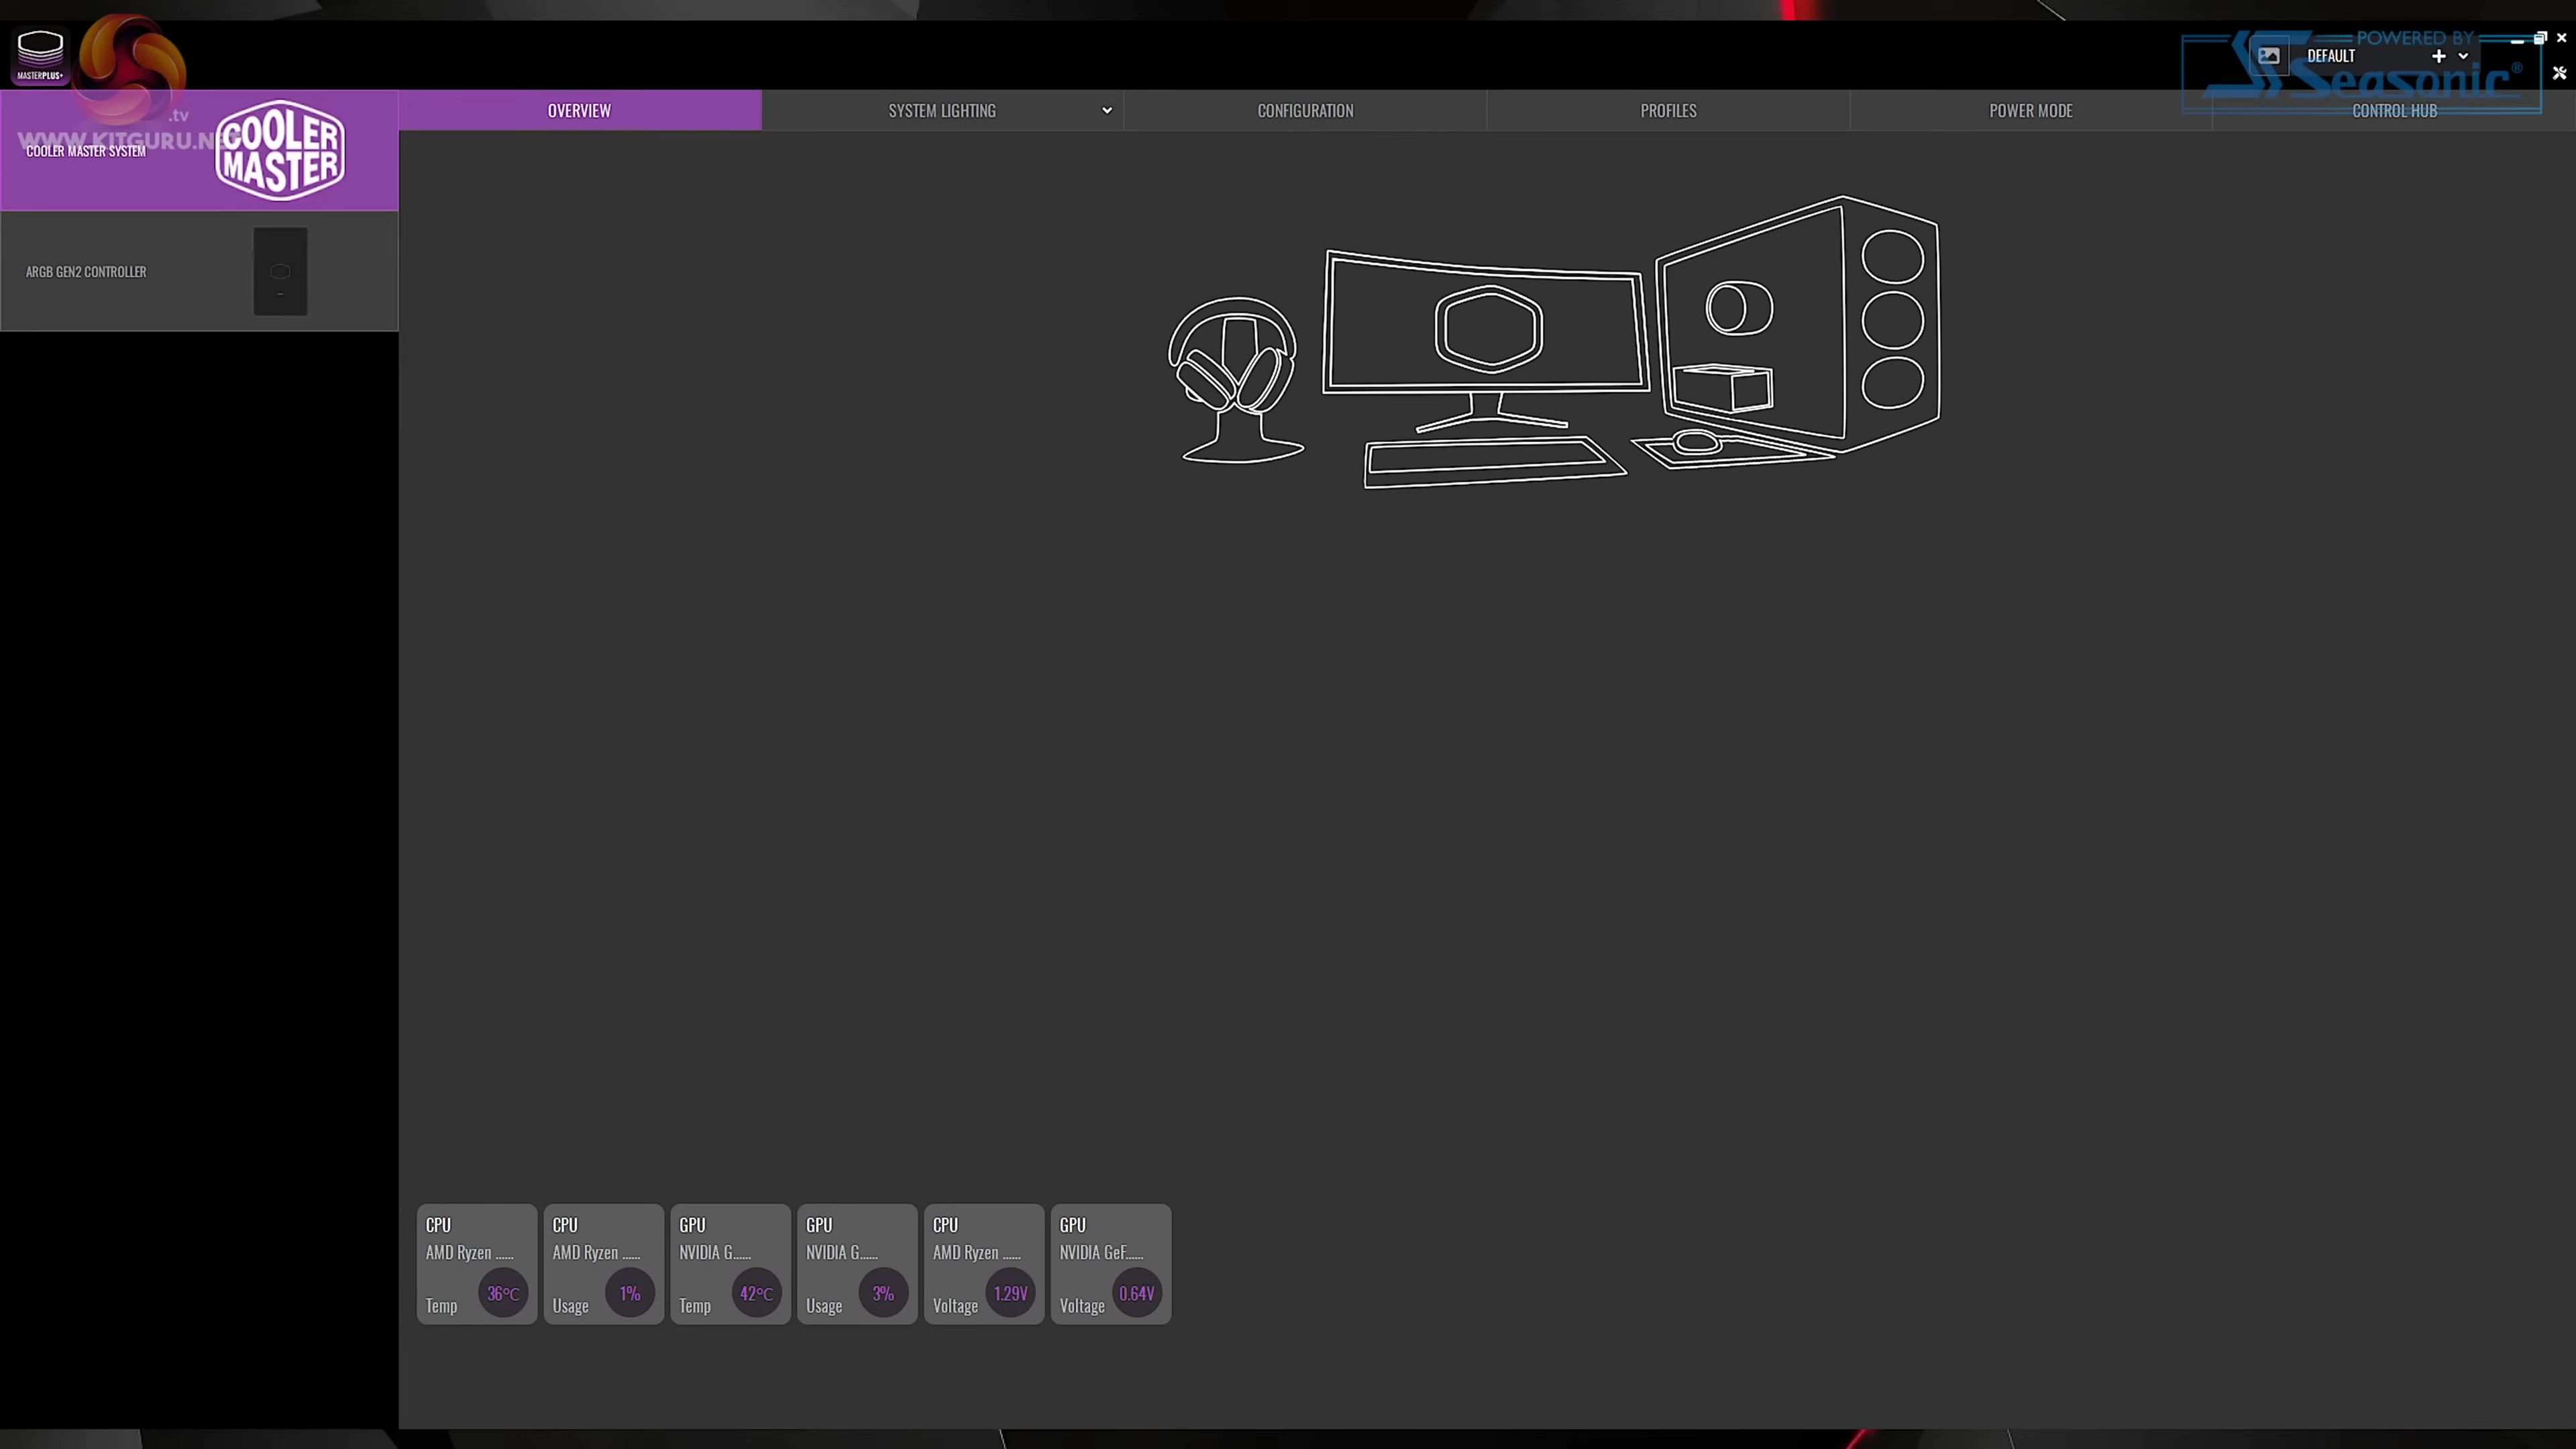 MASTERPLUS+
.tv
WWW.KITGURU.NET
POWERED BY
Seasonic®
DEFAULT
COOLER MASTER SYSTEM
COOLER
MASTER
OVERVIEW
SYSTEM LIGHTING
CONFIGURATION
PROFILES
POWER MODE
CONTROL HUB
ARGB GEN2 CONTROLLER
CPU
AMD Ryzen ......
Temp
36°C
CPU
AMD Ryzen ......
Usage
1%
GPU
NVIDIA G......
Temp
42°C
GPU
NVIDIA G......
Usage
3%
CPU
AMD Ryzen ......
Voltage
1.29V
GPU
NVIDIA GeF......
Voltage
0.64V